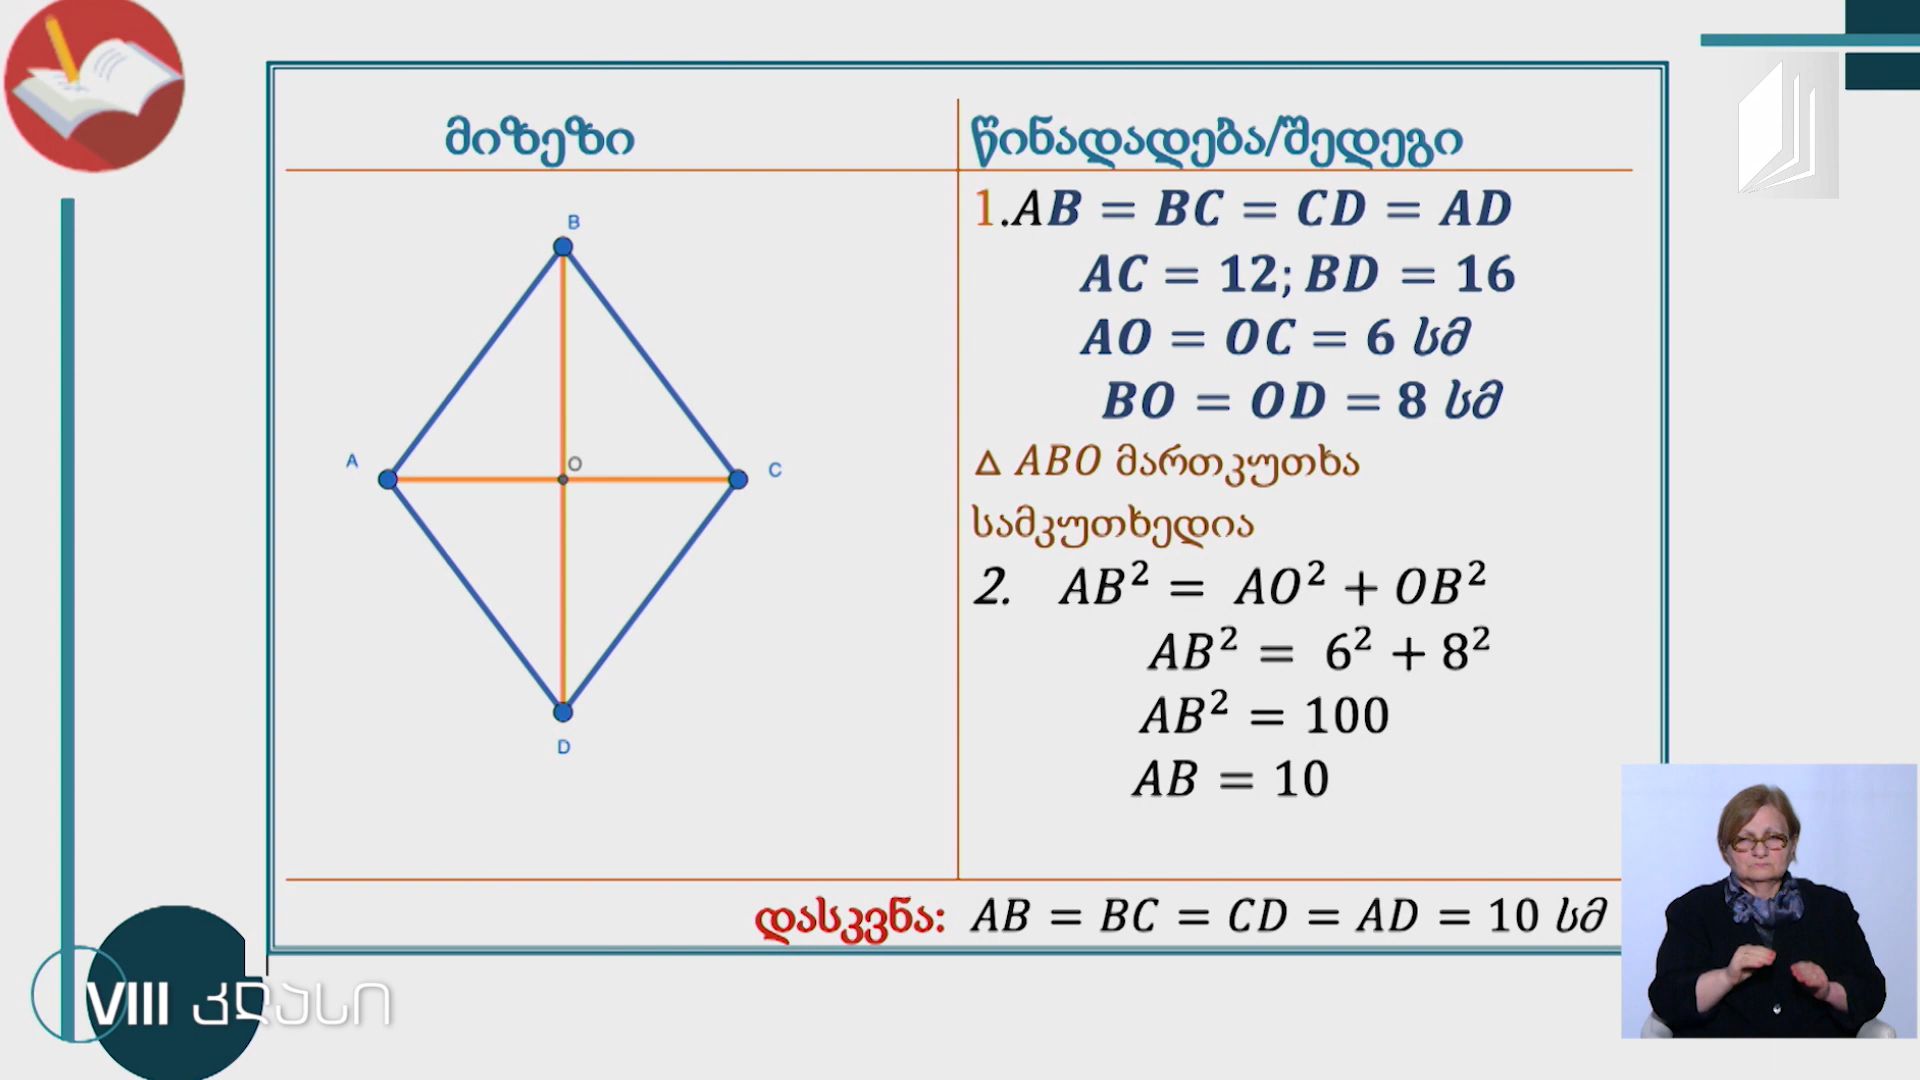 მიზეზი
წინადადება/შედეგი
B
A
O
C
D
1.AB = BC = CD = AD
AC = 12; BD = 16
AO = OC = 6 სმ
BO = OD = 8 სმ
△ ABO მართკუთხა
სამკუთხედია
2. AB² = AO² + OB²
AB² = 6² + 8²
AB² = 100
AB = 10
დასკვნა: AB = BC = CD = AD = 10 სმ
VIII კლასი